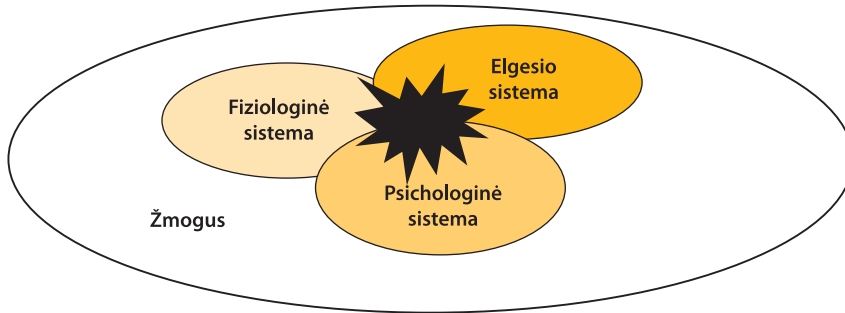 Elgesio
sistema
Fiziologinė
sistema
Psichologinė
sistema
Žmogus